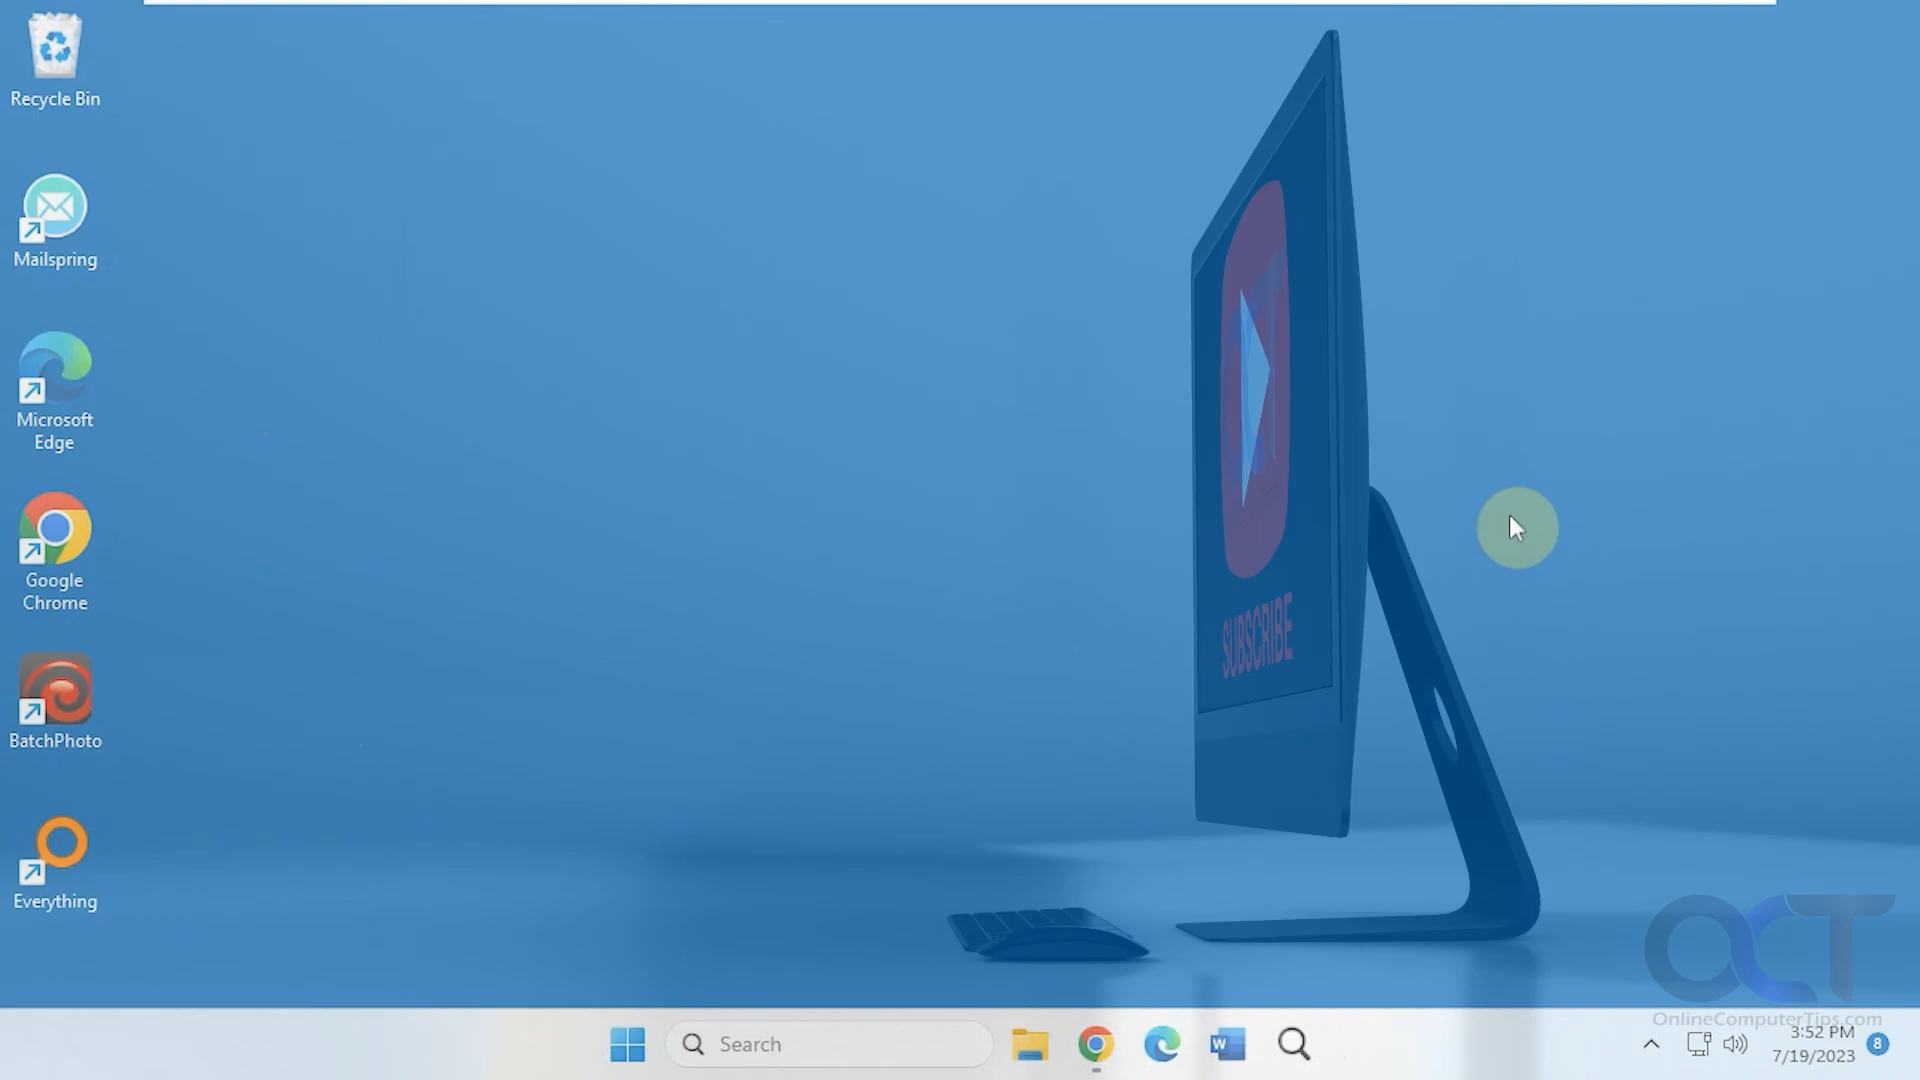 Recycle Bin
Mailspring
Microsoft
Edge
Google
Chrome
BatchPhoto
Everything
SUBSCRIBE
OCT
OnlineComputerTips.com
Search
W
3:52 PM
7/19/2023
8